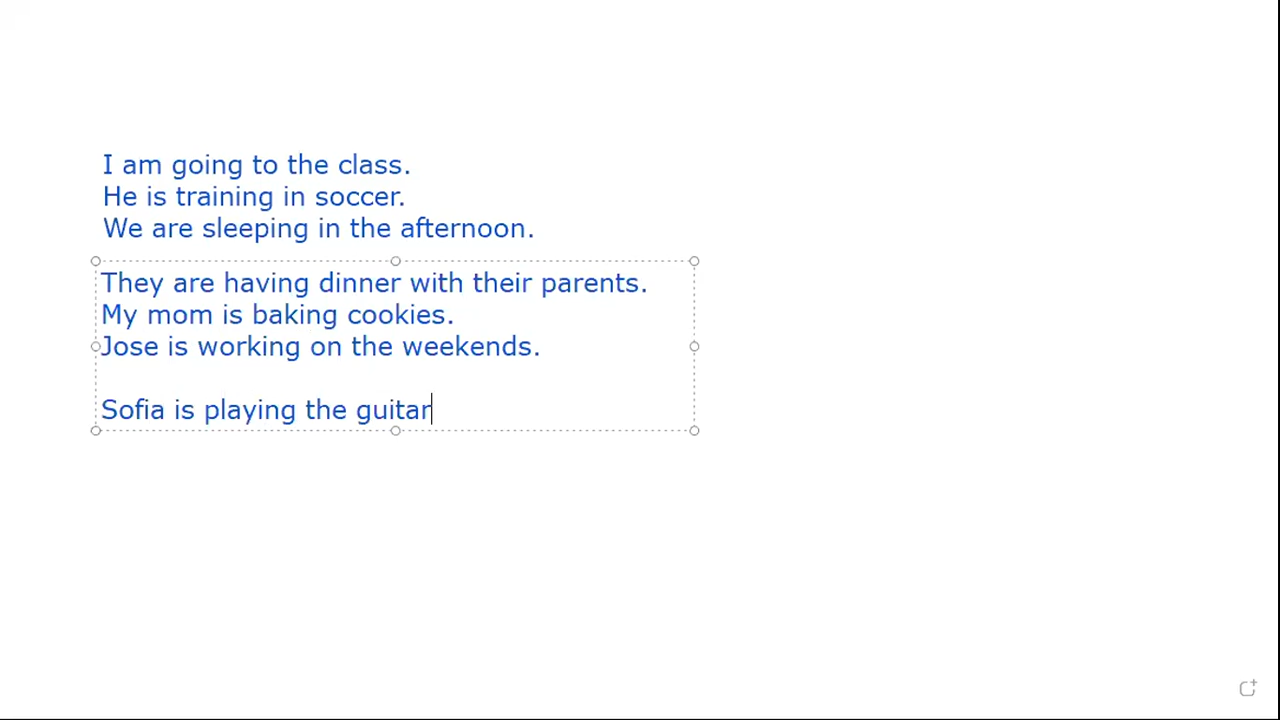 I am going to the class.
He is training in soccer.
We are sleeping in the afternoon.
They are having dinner with their parents.
My mom is baking cookies.
Jose is working on the weekends.
Sofia is playing the guitar